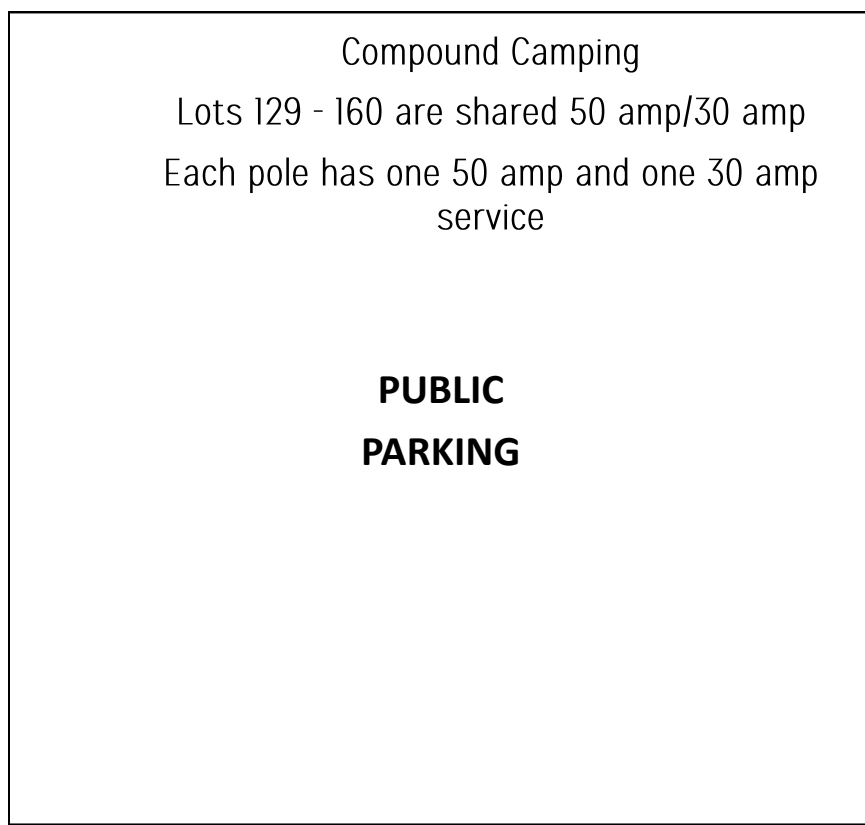 Compound Camping
Lots 129 - 160 are shared 50 amp/30 amp
Each pole has one 50 amp and one 30 amp
service
PUBLIC
PARKING